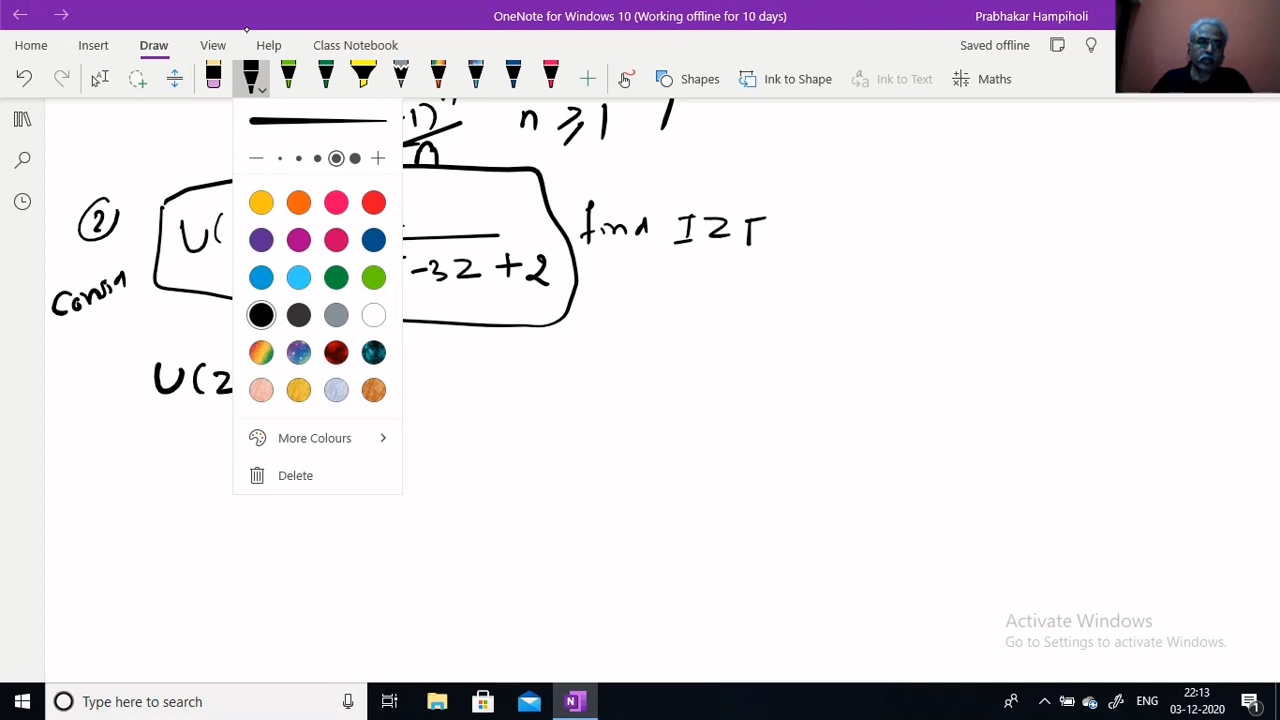 OneNote for Windows 10 (Working offline for 10 days)
Prabhakar Hampiholi
Home Insert Draw View Help Class Notebook
Saved offline
Shapes Ink to Shape Ink to Text Maths
n ≥ 1
n
② U( find IZT
-3Z + 2
U(Z
More Colours
Delete
Activate Windows
Go to Settings to activate Windows.
Type here to search
ENG
22:13
03-12-2020